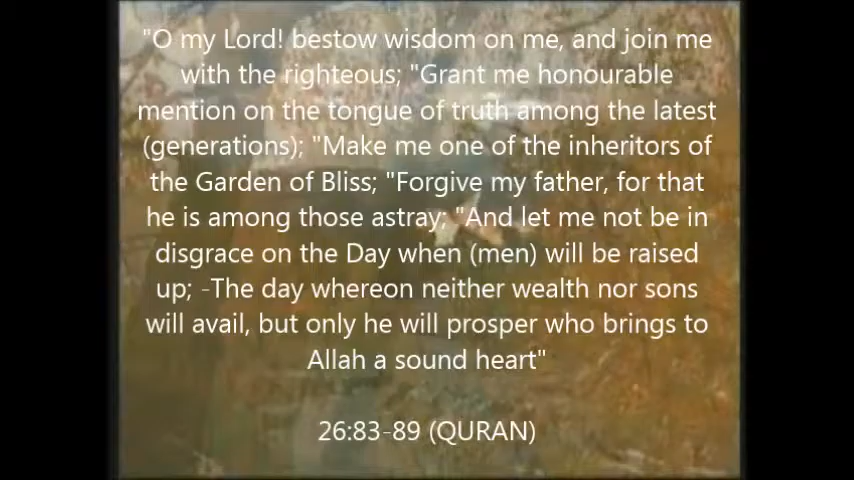 "O my Lord! bestow wisdom on me, and join me
with the righteous; "Grant me honourable
mention on the tongue of truth among the latest
(generations); "Make me one of the inheritors of
the Garden of Bliss; "Forgive my father, for that
he is among those astray; "And let me not be in
disgrace on the Day when (men) will be raised
up; -The day whereon neither wealth nor sons
will avail, but only he will prosper who brings to
Allah a sound heart"
26:83-89 (QURAN)